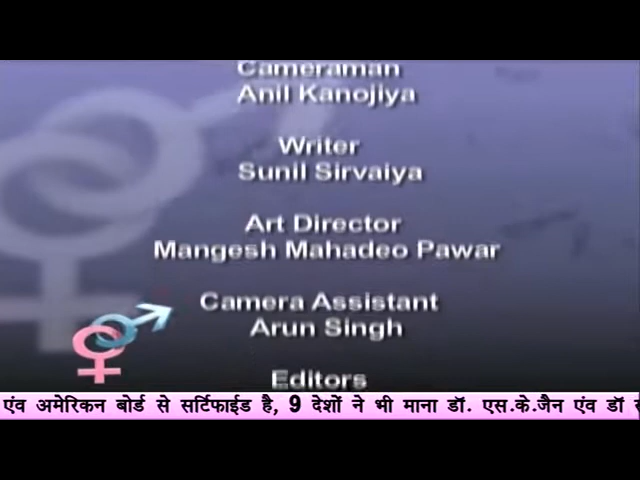 Cameraman
Anil Kanojiya
Writer
Sunil Sirvaiya
Art Director
Mangesh Mahadeo Pawar
Camera Assistant
Arun Singh
Editors
एंव अमेरिकन बोर्ड से सर्टिफाईड है, 9 देशों ने भी माना डॉ. एस.के.जैन एंव डॉ